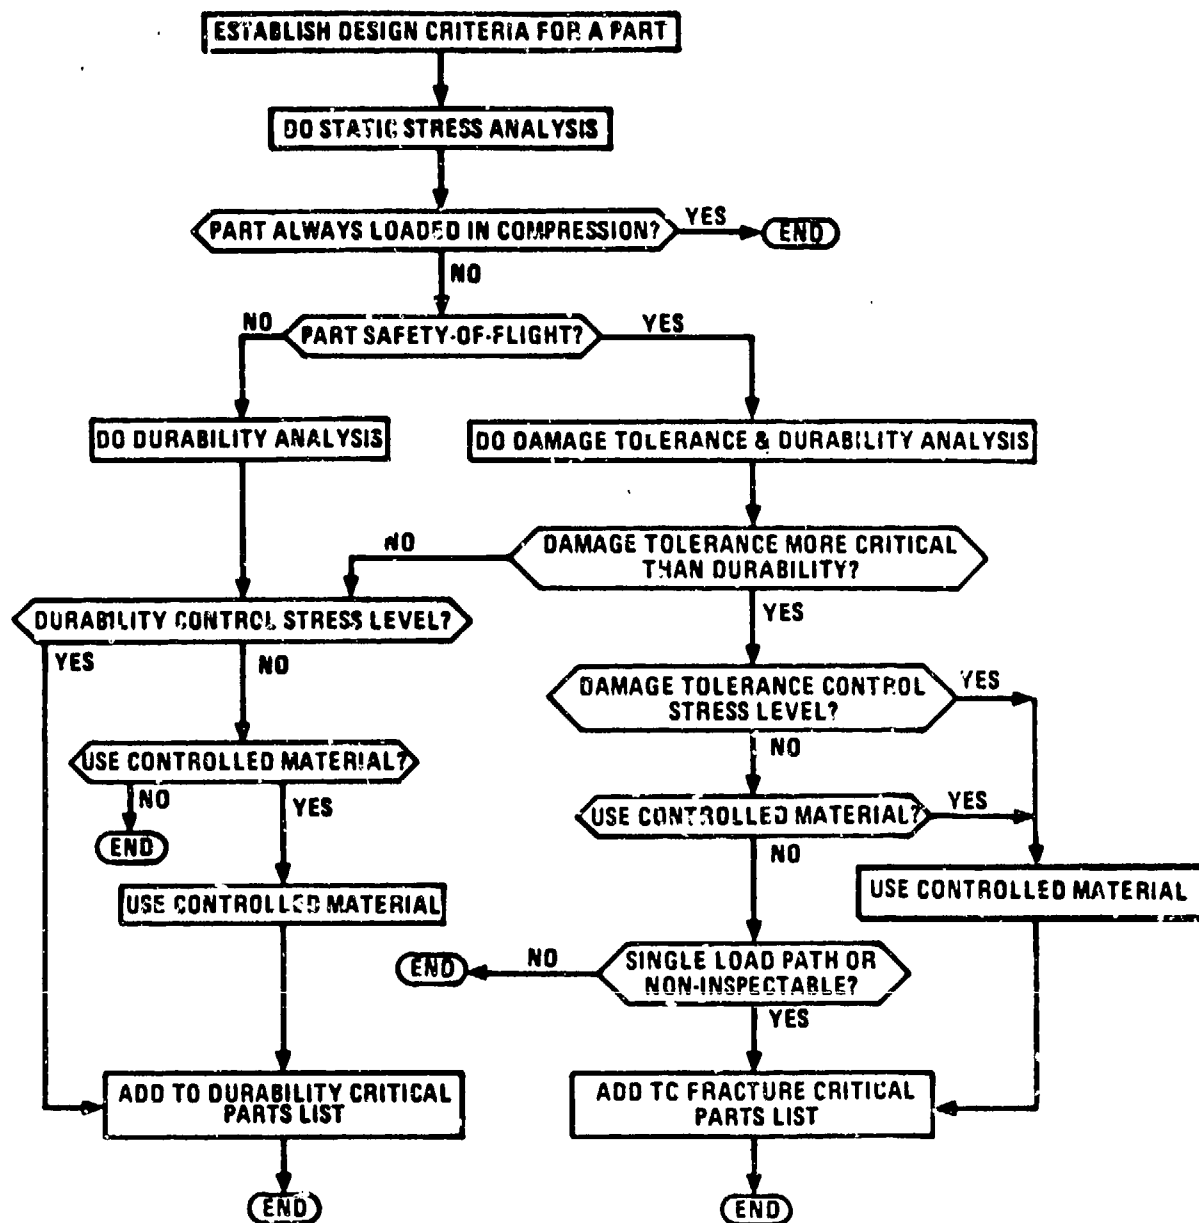 ESTABLISH DESIGN CRITERIA FOR A PART
DO STATIC STRESS ANALYSIS
PART ALWAYS LOADED IN COMPRESSION?
YES
END
NO
NO
PART SAFETY-OF-FLIGHT?
YES
DO DURABILITY ANALYSIS
DO DAMAGE TOLERANCE & DURABILITY ANALYSIS
NO
DAMAGE TOLERANCE MORE CRITICAL
THAN DURABILITY?
YES
DURABILITY CONTROL STRESS LEVEL?
YES
NO
DAMAGE TOLERANCE CONTROL
STRESS LEVEL?
YES
NO
USE CONTROLLED MATERIAL?
NO
YES
END
USE CONTROLLED MATERIAL?
YES
NO
USE CONTROLLED MATERIAL
USE CONTROLLED MATERIAL
END
NO
SINGLE LOAD PATH OR
NON-INSPECTABLE?
YES
ADD TO DURABILITY CRITICAL
PARTS LIST
ADD TO FRACTURE CRITICAL
PARTS LIST
END
END